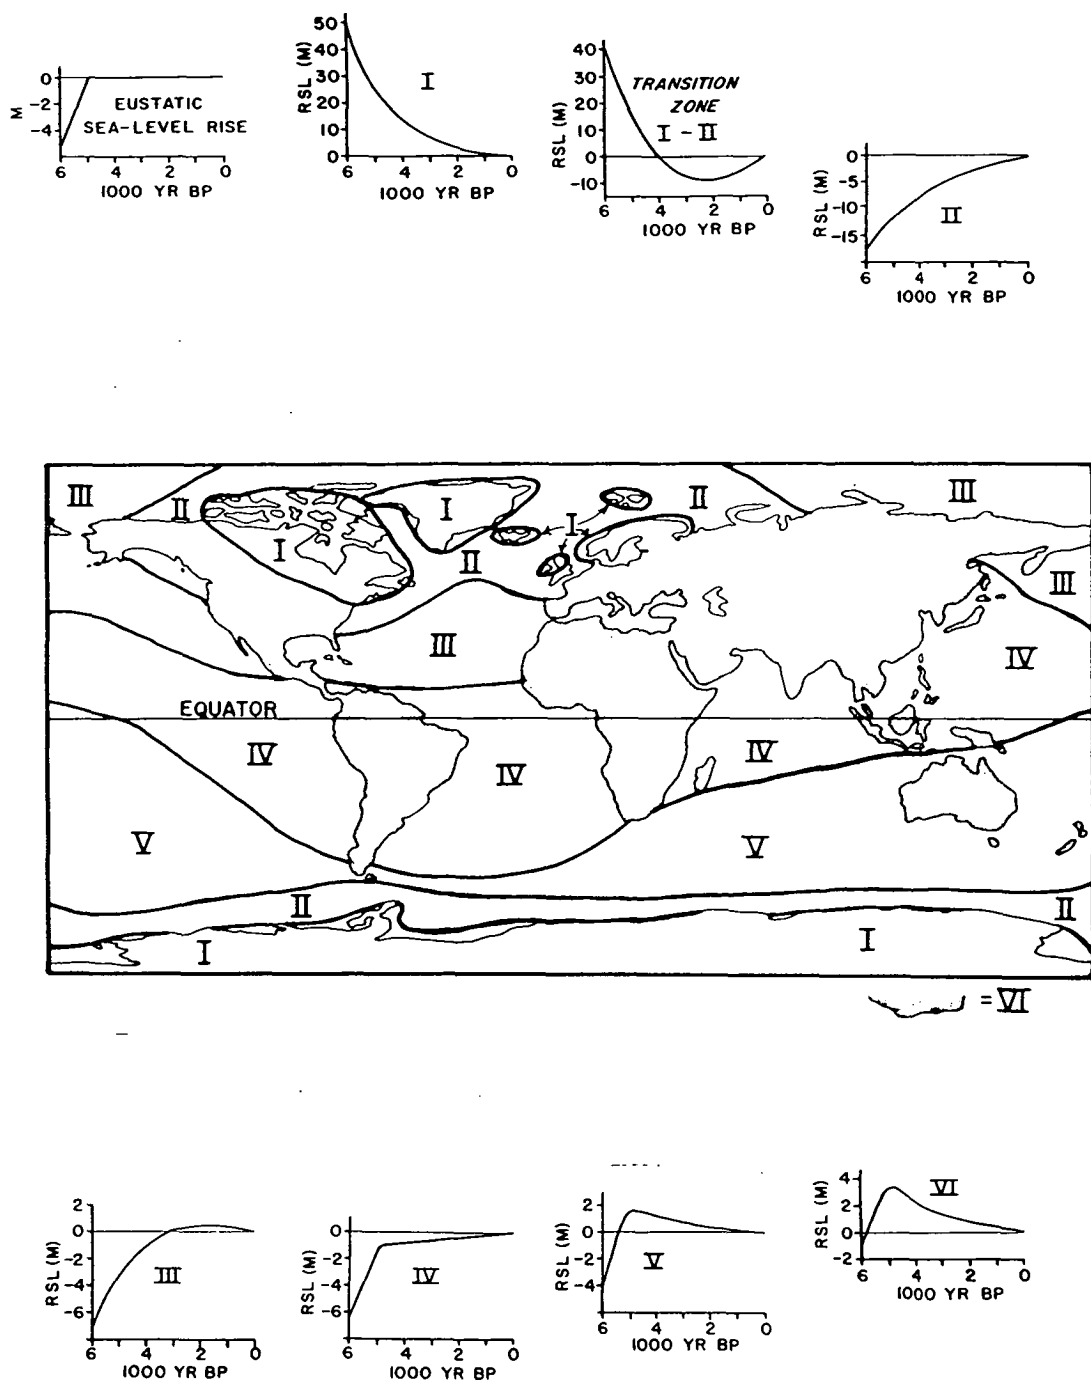 50
40
30
20
10
0
RSL (M)
I
6 4 2 0
1000 YR BP
0
-2
-4
M
EUSTATIC
SEA-LEVEL RISE
6 4 2 0
1000 YR BP
40
30
20
10
0
-10
RSL (M)
TRANSITION
ZONE
I - II
6 4 2 0
1000 YR BP
0
-5
-10
-15
RSL (M)
II
6 4 2 0
1000 YR BP
III
II
I
I
I
II
III
II
III
III
IV
EQUATOR
IV
IV
IV
V
V
II
II
I
I
= VI
2
0
-2
-4
-6
RSL (M)
III
6 4 2 0
1000 YR BP
0
-2
-4
-6
RSL (M)
IV
6 4 2 0
1000 YR BP
2
0
-2
-4
RSL (M)
V
6 4 2 0
1000 YR BP
4
2
0
-2
RSL (M)
VI
6 4 2 0
1000 YR BP